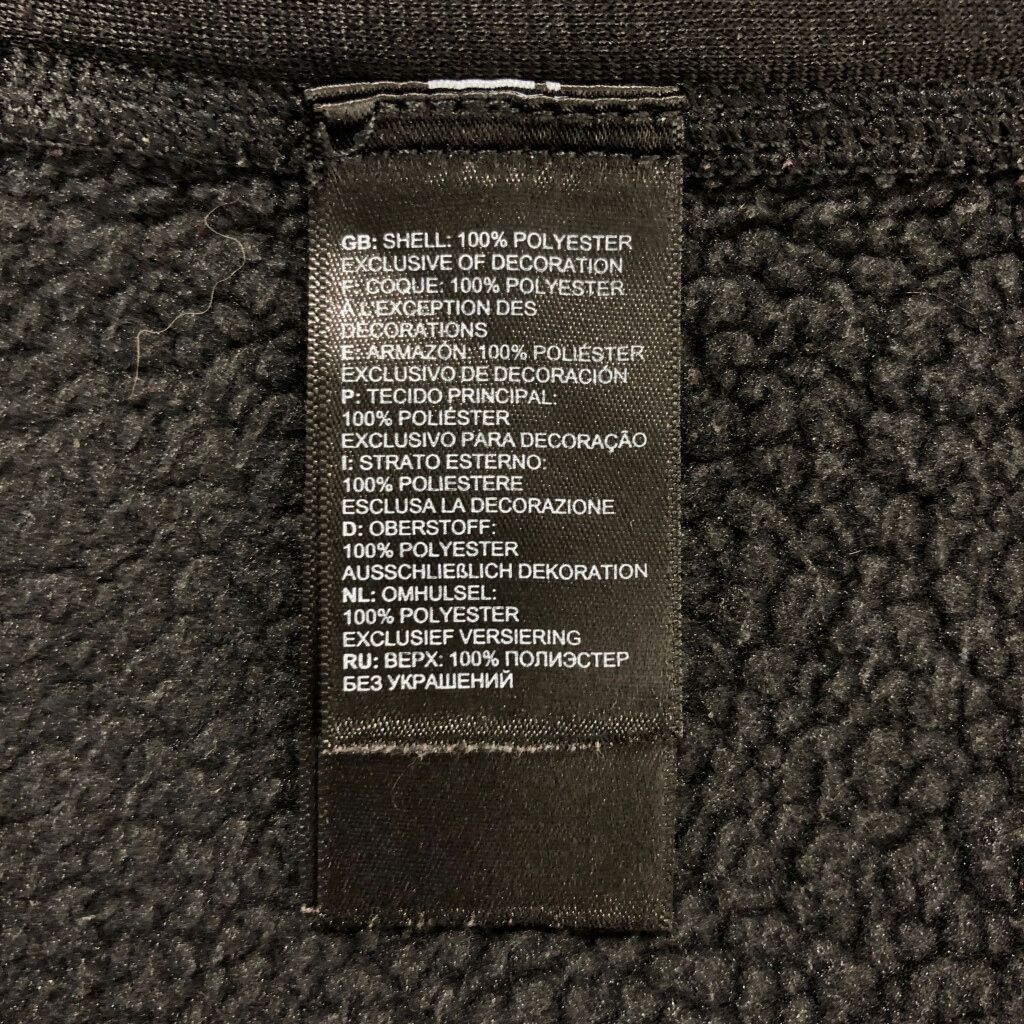 GB: SHELL: 100% POLYESTER
EXCLUSIVE OF DECORATION
F: COQUE: 100% POLYESTER
À L'EXCEPTION DES
DECORATIONS
E: ARMAZÓN: 100% POLIÉSTER
EXCLUSIVO DE DECORACIÓN
P: TECIDO PRINCIPAL:
100% POLIÉSTER
EXCLUSIVO PARA DECORAÇÃO
I: STRATO ESTERNO:
100% POLIESTERE
ESCLUSA LA DECORAZIONE
D: OBERSTOFF:
100% POLYESTER
AUSSCHLIEßLICH DEKORATION
NL: OMHULSEL:
100% POLYESTER
EXCLUSIEF VERSIERING
RU: ВЕРХ: 100% ПОЛИЭСТЕР
БЕЗ УКРАШЕНИЙ